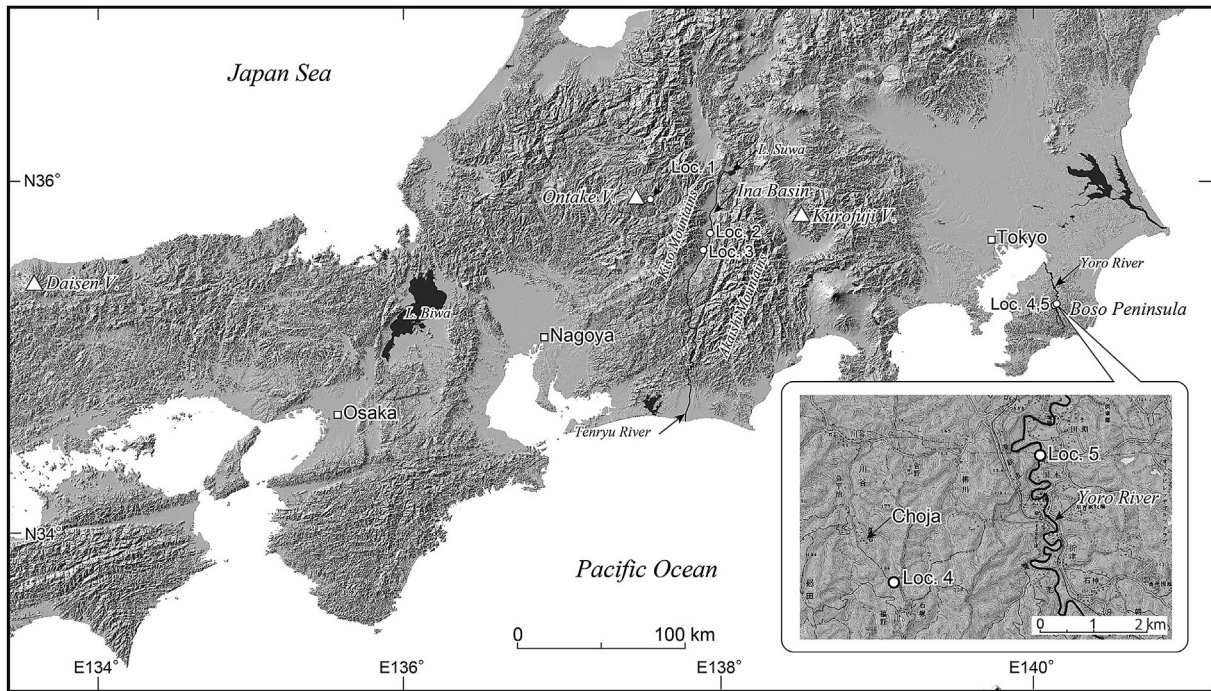 Japan Sea
N36°
Loc. 1
L. Suwa
Ontake V.
Ina Basin
Kiso Mountains
Kurofuji V.
Loc. 2
Loc. 3
Tokyo
Yoro River
Daisen V.
Akaishi Mountains
L. Biwa
Loc. 4,5
Boso Peninsula
Nagoya
Osaka
Tenryu River
Loc. 5
Yoro River
Choja
N34°
Pacific Ocean
Loc. 4
石神
0 100 km
0 1 2 km
E134°
E136°
E138°
E140°